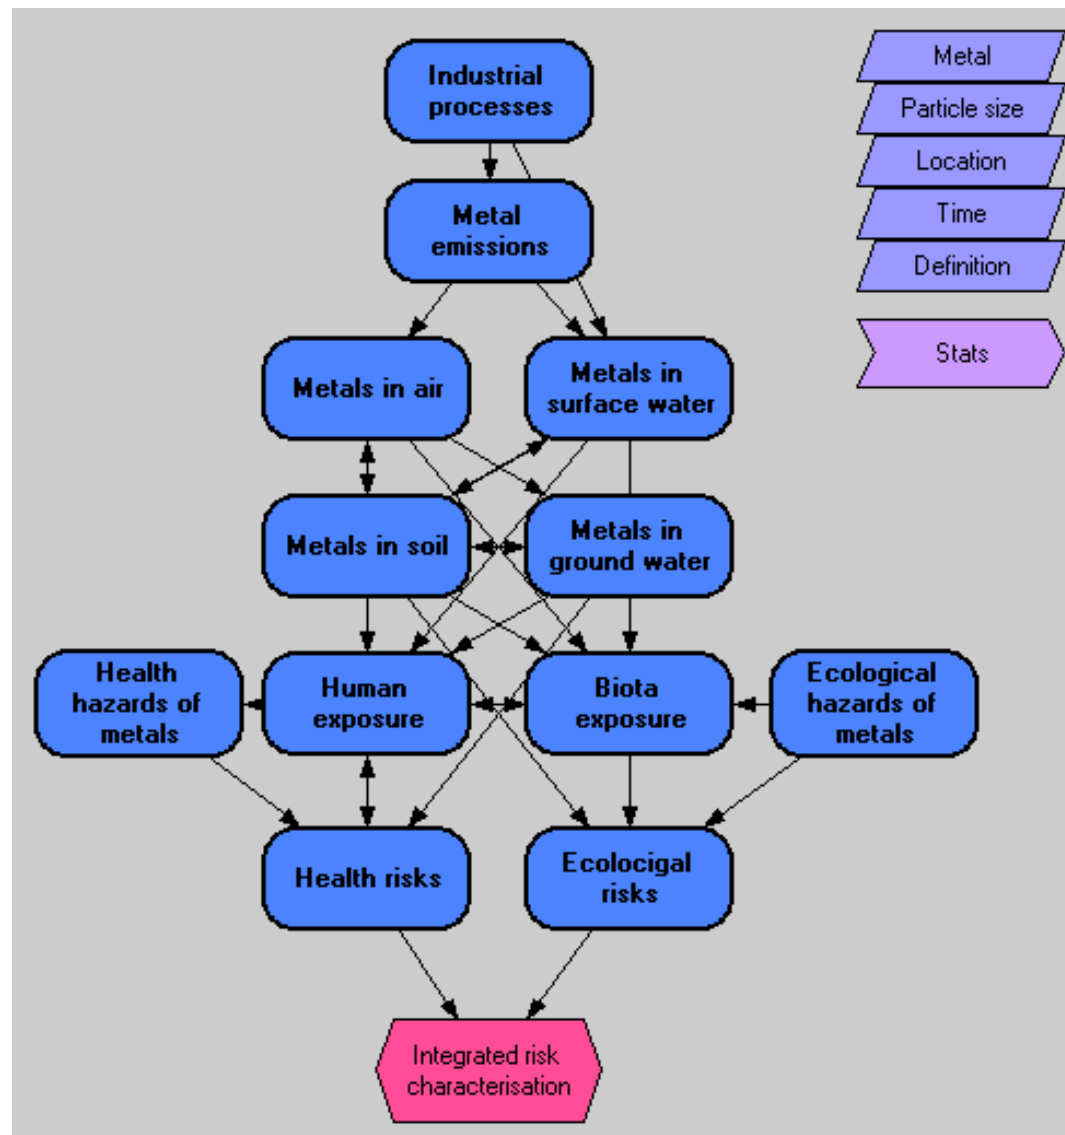 Industrial
processes
Metal
emissions
Metals in air
Metals in
surface water
Metals in soil
Metals in
ground water
Health
hazards of
metals
Human
exposure
Biota
exposure
Ecological
hazards of
metals
Health risks
Ecolocigal
risks
Integrated risk
characterisation
Metal
Particle size
Location
Time
Definition
Stats